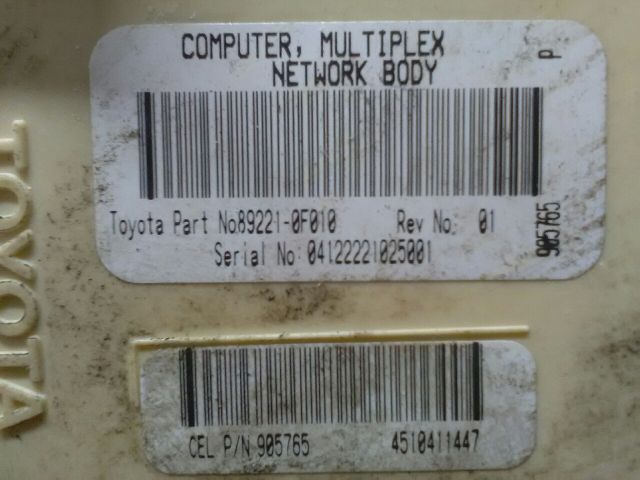 COMPUTER, MULTIPLEX
NETWORK BODY
P
Toyota Part No89221-0F010 Rev No 01
Serial No 04122221025001
905765
CEL P/N 905765 4510411447
TOYOTA